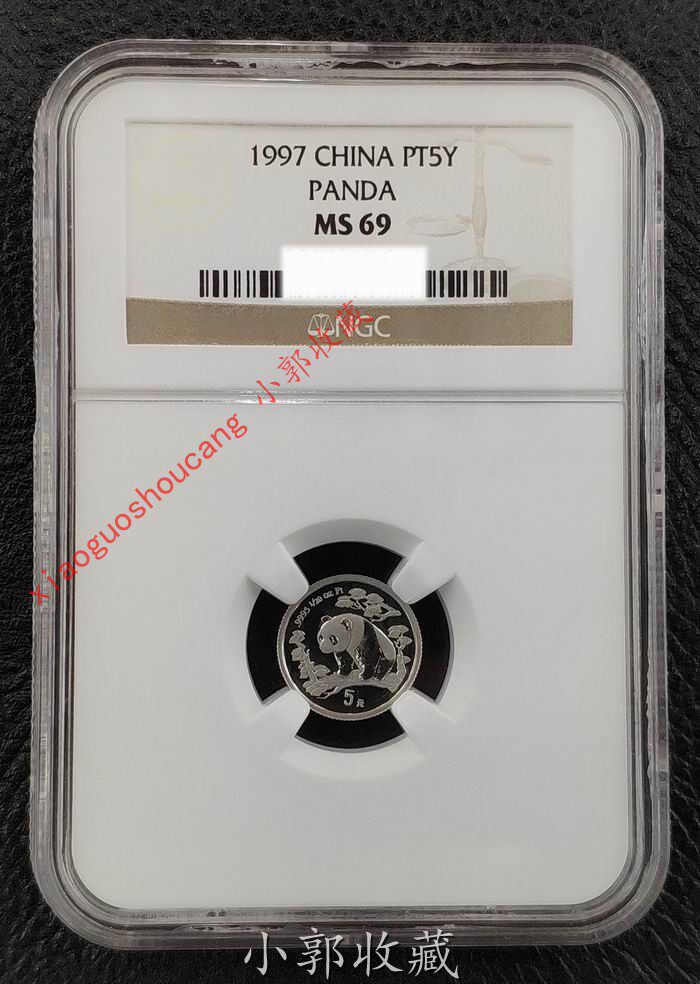 1997 CHINA PT5Y
PANDA
MS 69
NGC
xiaoguoshoucang 小郭收藏
.9995 1/20 oz Pt
5元
小郭收藏